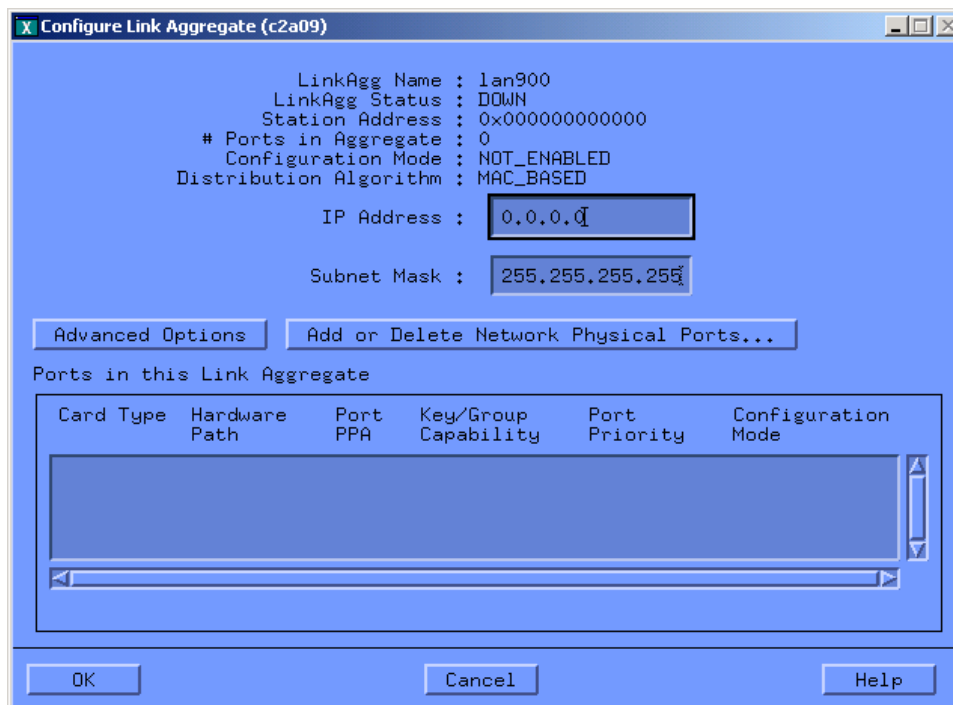 X Configure Link Aggregate (c2a09)
LinkAgg Name : lan900
LinkAgg Status : DOWN
Station Address : 0x000000000000
# Ports in Aggregate : 0
Configuration Mode : NOT_ENABLED
Distribution Algorithm : MAC_BASED
IP Address : 0.0.0.0
Subnet Mask : 255.255.255.255
Advanced Options Add or Delete Network Physical Ports...
Ports in this Link Aggregate
Card Type Hardware Port Key/Group Port Configuration
Path PPA Capability Priority Mode
OK Cancel Help